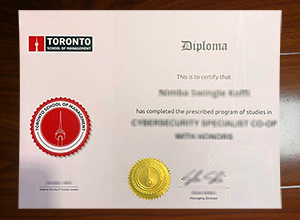 TORONTO
SCHOOL OF MANAGEMENT
Diploma
This is to certify that
has completed the prescribed program of studies in
CYBERSECURITY SPECIALIST CO-OP
WITH HONORS
TORONTO SCHOOL OF MANAGEMENT
Managing Director